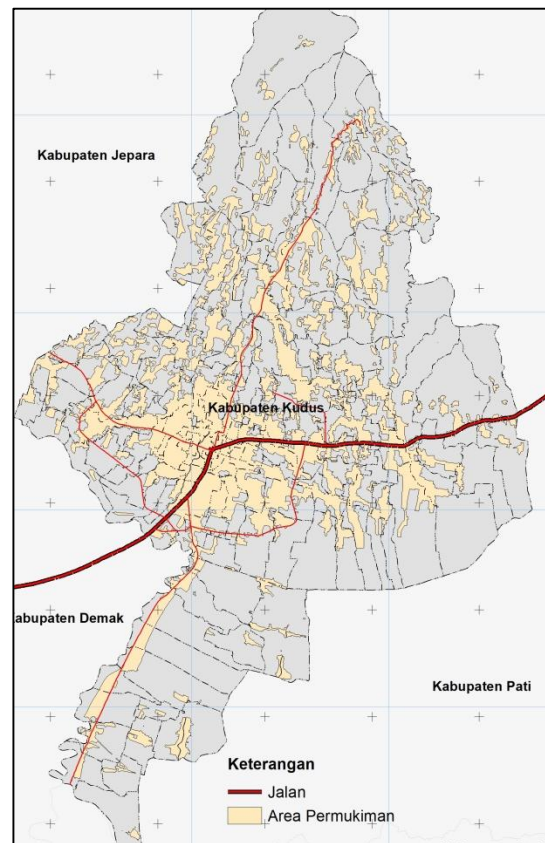 Kabupaten Jepara
Kabupaten Kudus
abupaten Demak
Kabupaten Pati
Keterangan
Jalan
Area Permukiman